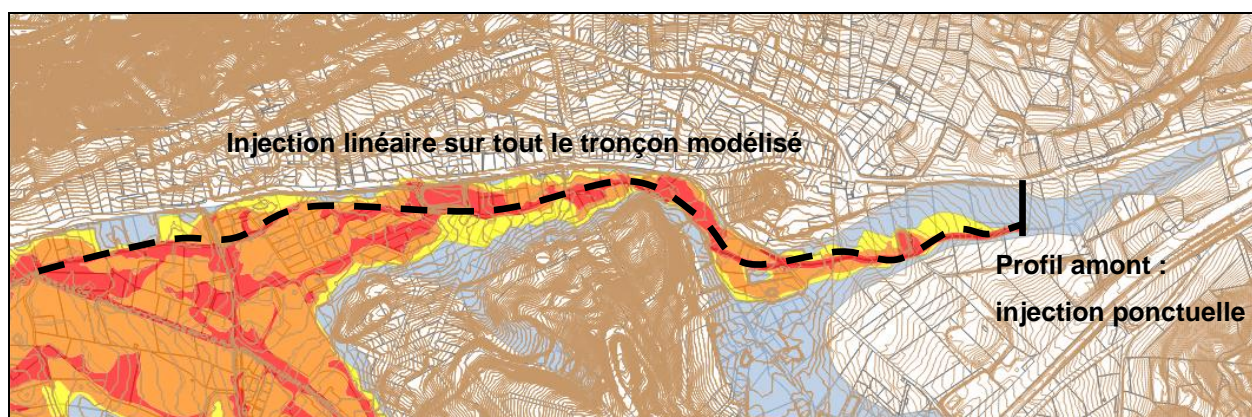 Injection linéaire sur tout le tronçon modélisé
Profil amont :
injection ponctuelle